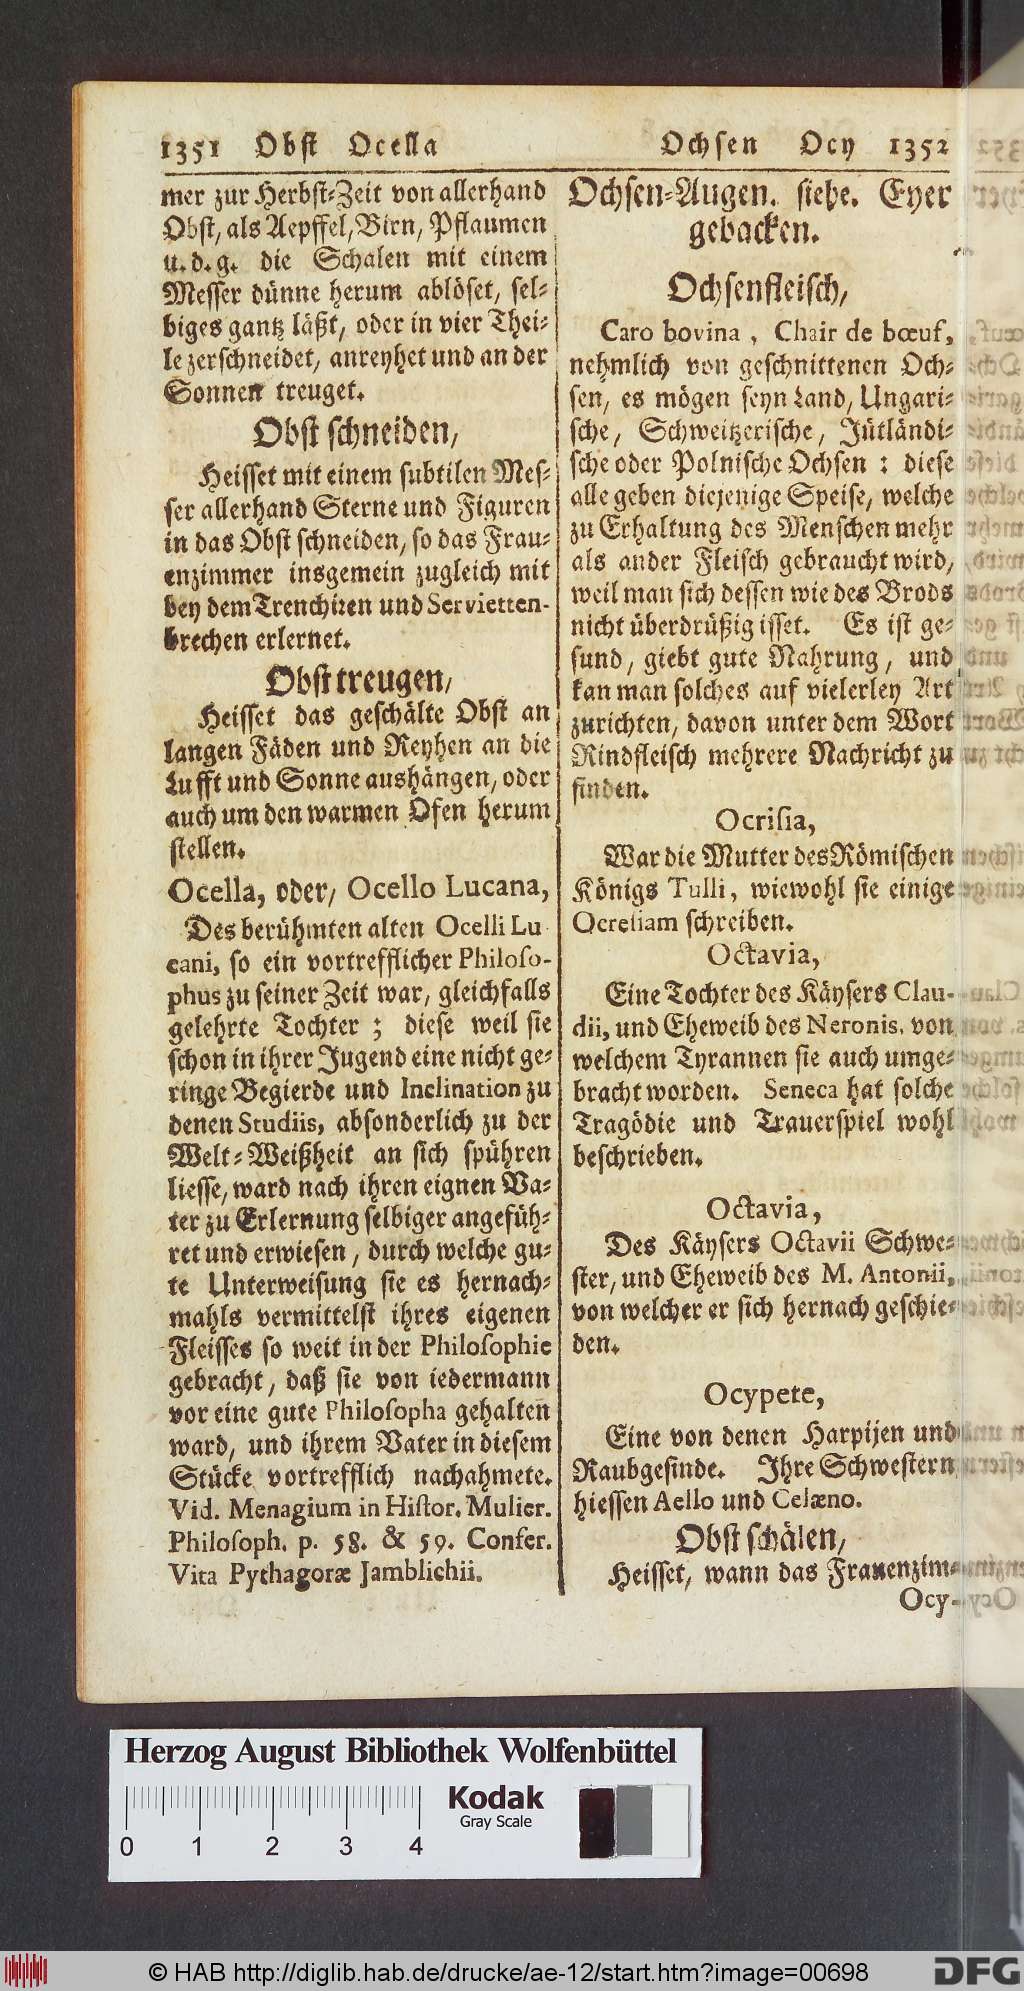 1351 Obst Ocella
Ochsen Ocy 1352
mer zur Herbst-Zeit von allerhand
Obst, als Aepffel, Birn, Pflaumen
u. d. g. die Schalen mit einem
Messer dünne herum ablöset, sel-
biges gantz läßt, oder in vier Thei-
le zerschneidet, anreyhet und an der
Sonnen treuget.
Obst schneiden,
Heisset mit einem subtilen Mes-
ser allerhand Sterne und Figuren
in das Obst schneiden, so das Frau-
enzimmer insgemein zugleich mit
bey dem Trenchiren und Servietten-
brechen erlernet.
Obst treugen,
Heisset das geschälte Obst an
langen Fäden und Reyhen an die
Lufft und Sonne aushängen, oder
auch um den warmen Ofen herum
stellen.
Ocella, oder, Ocello Lucana,
Des berühmten alten Ocelli Lu
cani, so ein vortrefflicher Philoso-
phus zu seiner Zeit war, gleichfalls
gelehrte Tochter; diese weil sie
schon in ihrer Jugend eine nicht ge-
ringe Begierde und Inclination zu
denen Studiis, absonderlich zu der
Welt-Weißheit an sich spühren
liesse, ward nach ihren eignen Va-
ter zu Erlernung selbiger angefüh-
ret und erwiesen, durch welche gu-
te Unterweisung sie es hernach-
mahls vermittelst ihres eigenen
Fleisses so weit in der Philosophie
gebracht, daß sie von iedermann
vor eine gute Philosopha gehalten
ward, und ihrem Vater in diesem
Stücke vortrefflich nachahmete.
Vid. Menagium in Histor. Mulier.
Philosoph. p. 58. & 59. Confer.
Vita Pythagoræ Jamblichii.
Ochsen-Augen. siehe. Eyer
gebacken.
Ochsenfleisch,
Caro bovina, Chair de bœuf,
nehmlich von geschnittenen Och-
sen, es mögen seyn Land, Ungari-
sche, Schweitzerische, Jütländi-
sche oder Polnische Ochsen: diese
alle geben diejenige Speise, welche
zu Erhaltung des Menschen mehr
als ander Fleisch gebraucht wird,
weil man sich dessen wie des Brods
nicht überdrüßig isset. Es ist ge-
sund, giebt gute Nahrung, und
kan man solches auf vielerley Art
zurichten, davon unter dem Wort
Rindfleisch mehrere Nachricht zu
finden.
Ocrisia,
War die Mutter des Römischen
Königs Tulli, wiewohl sie einige
Ocresiam schreiben.
Octavia,
Eine Tochter des Käysers Clau-
dii, und Eheweib des Neronis. von
welchem Tyrannen sie auch umge-
bracht worden. Seneca hat solche
Tragödie und Trauerspiel wohl
beschrieben.
Octavia,
Des Käysers Octavii Schwe-
ster, und Eheweib des M. Antonii,
von welcher er sich hernach geschie-
den.
Ocypete,
Eine von denen Harpijen und
Raubgesinde. Ihre Schwestern
hiessen Aello und Celæno.
Obst schälen,
Heisset, wann das Frauenzim-
Ocy-
Herzog August Bibliothek Wolfenbüttel
Kodak
Gray Scale
0 1 2 3 4
© HAB http://diglib.hab.de/drucke/ae-12/start.htm?image=00698
DFG